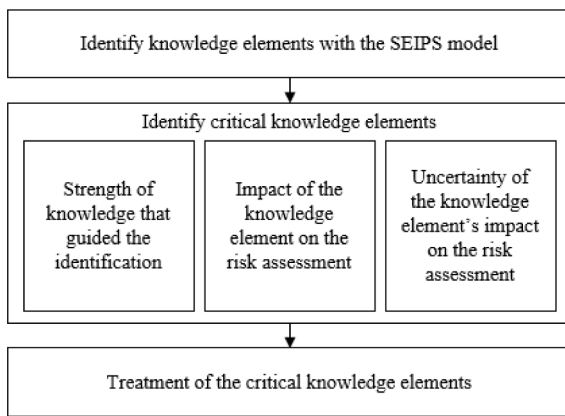 Identify knowledge elements with the SEIPS model
Identify critical knowledge elements
Strength of
knowledge that
guided the
identification
Impact of the
knowledge
element on the
risk assessment
Uncertainty of
the knowledge
element’s impact
on the risk
assessment
Treatment of the critical knowledge elements